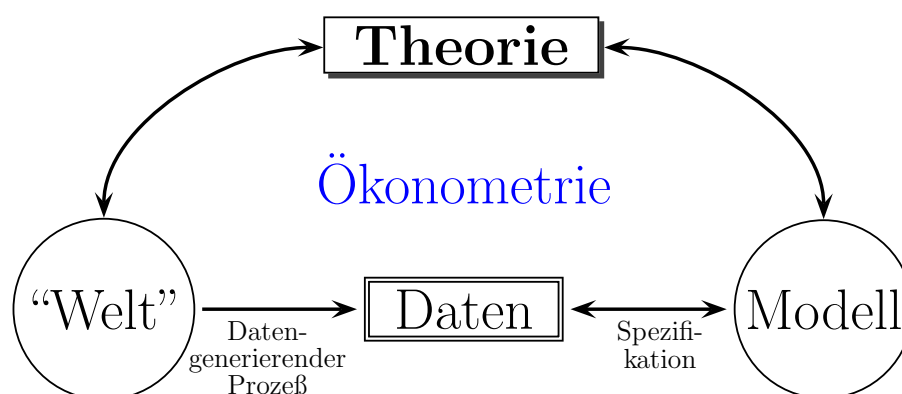 Theorie
Ökonometrie
“Welt”
Daten-
generierender
Prozeß
Daten
Spezifi-
kation
Modell